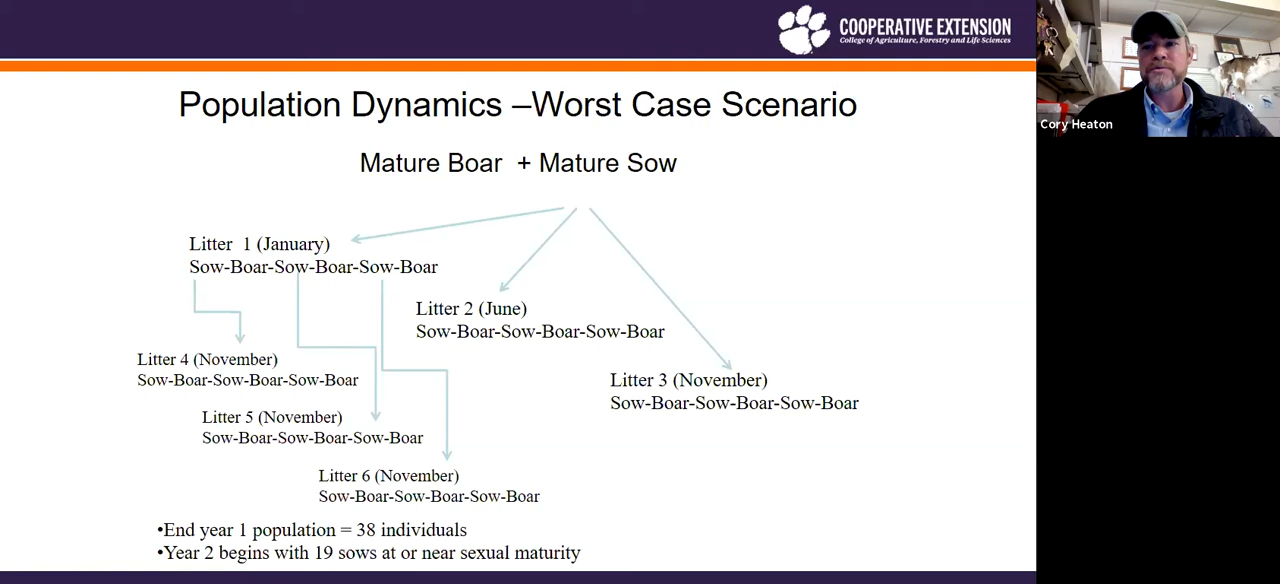 COOPERATIVE EXTENSION
College of Agriculture, Forestry and Life Sciences
Cory Heaton
Population Dynamics –Worst Case Scenario
Mature Boar + Mature Sow
Litter 1 (January)
Sow-Boar-Sow-Boar-Sow-Boar
Litter 2 (June)
Sow-Boar-Sow-Boar-Sow-Boar
Litter 4 (November)
Sow-Boar-Sow-Boar-Sow-Boar
Litter 3 (November)
Sow-Boar-Sow-Boar-Sow-Boar
Litter 5 (November)
Sow-Boar-Sow-Boar-Sow-Boar
Litter 6 (November)
Sow-Boar-Sow-Boar-Sow-Boar
•End year 1 population = 38 individuals
•Year 2 begins with 19 sows at or near sexual maturity